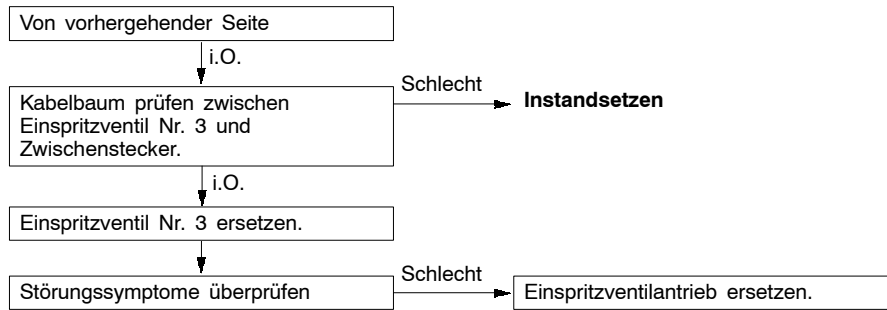 Von vorhergehender Seite
i.O.
Kabelbaum prüfen zwischen
Einspritzventil Nr. 3 und
Zwischenstecker.
Schlecht
Instandsetzen
i.O.
Einspritzventil Nr. 3 ersetzen.
Störungssymptome überprüfen
Schlecht
Einspritzventilantrieb ersetzen.